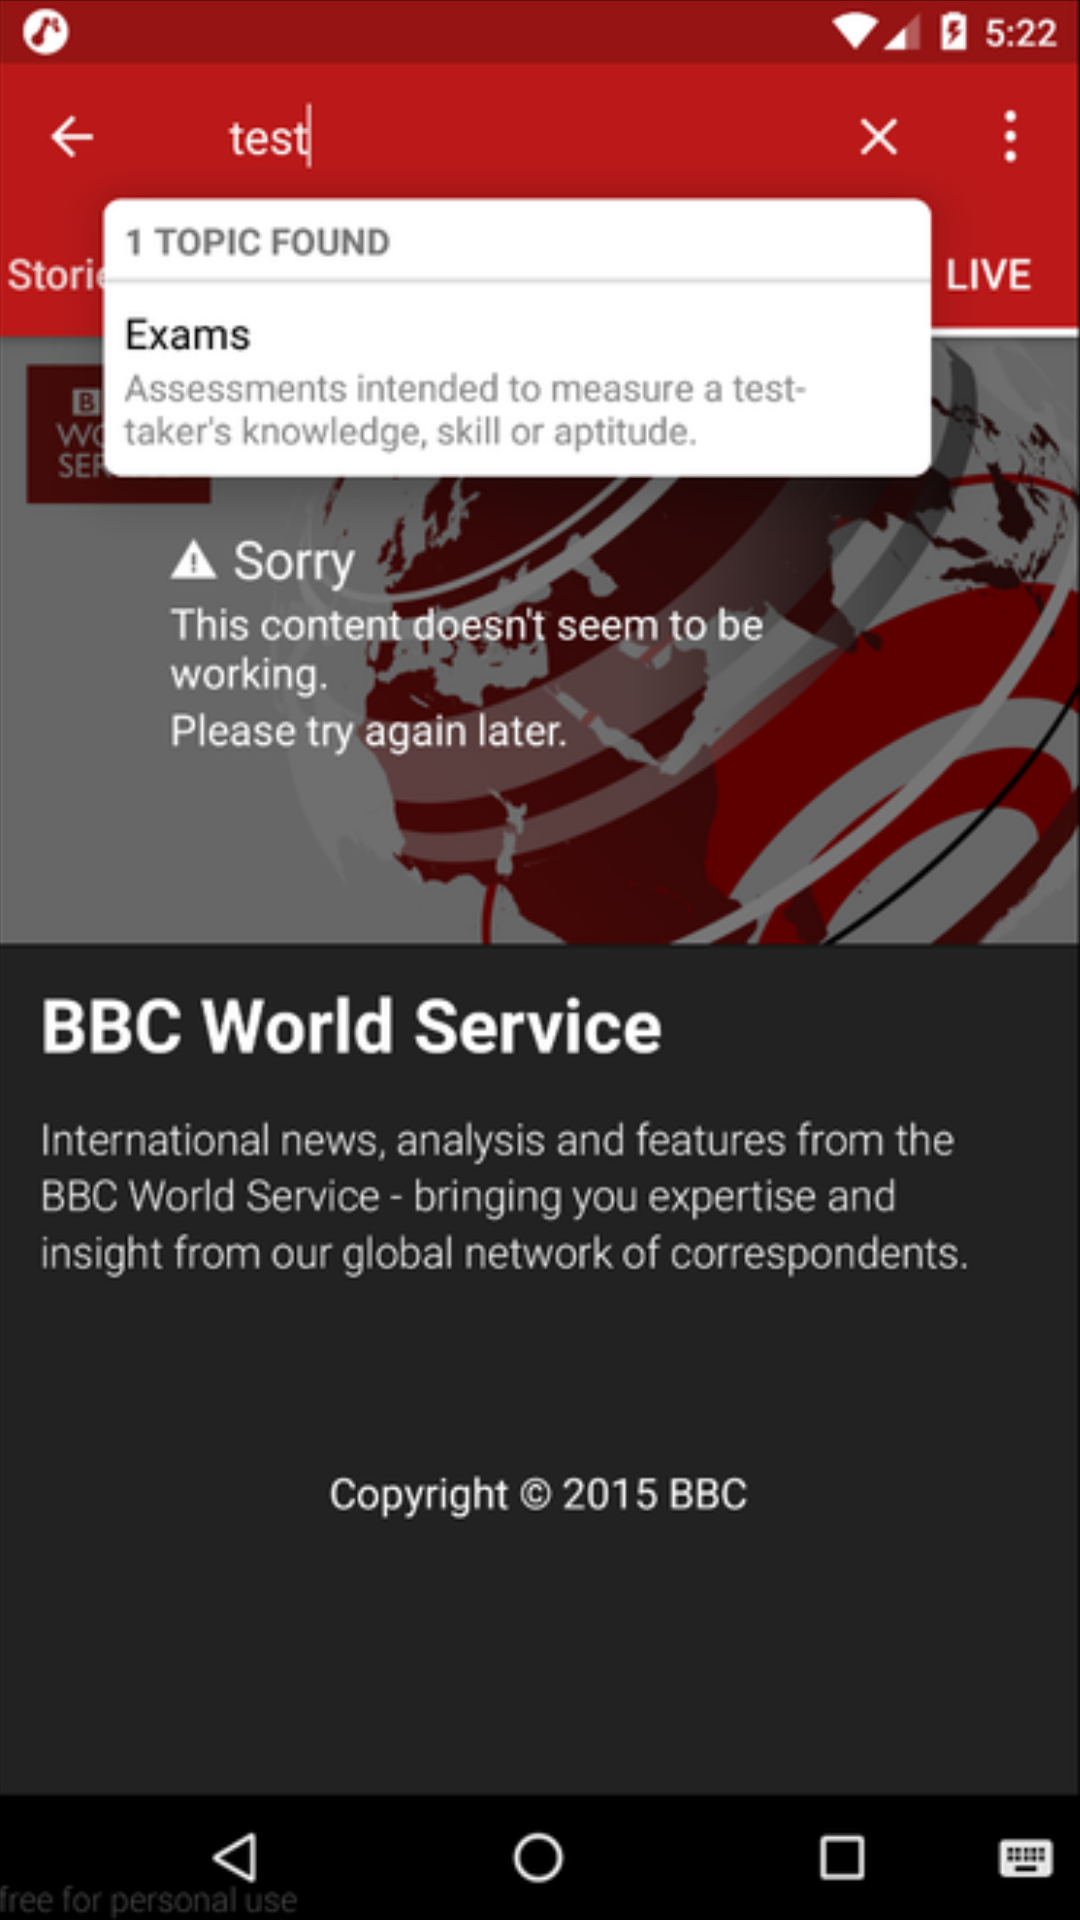 5:22
test
1 TOPIC FOUND
LIVE
Exams
Assessments intended to measure a test-
taker's knowledge, skill or aptitude.
B
Sorry
This content doesn't seem to be
working.
Please try again later.
BBC World Service
International news, analysis and features from the
BBC World Service - bringing you expertise and
insight from our global network of correspondents.
Copyright © 2015 BBC
free for personal use